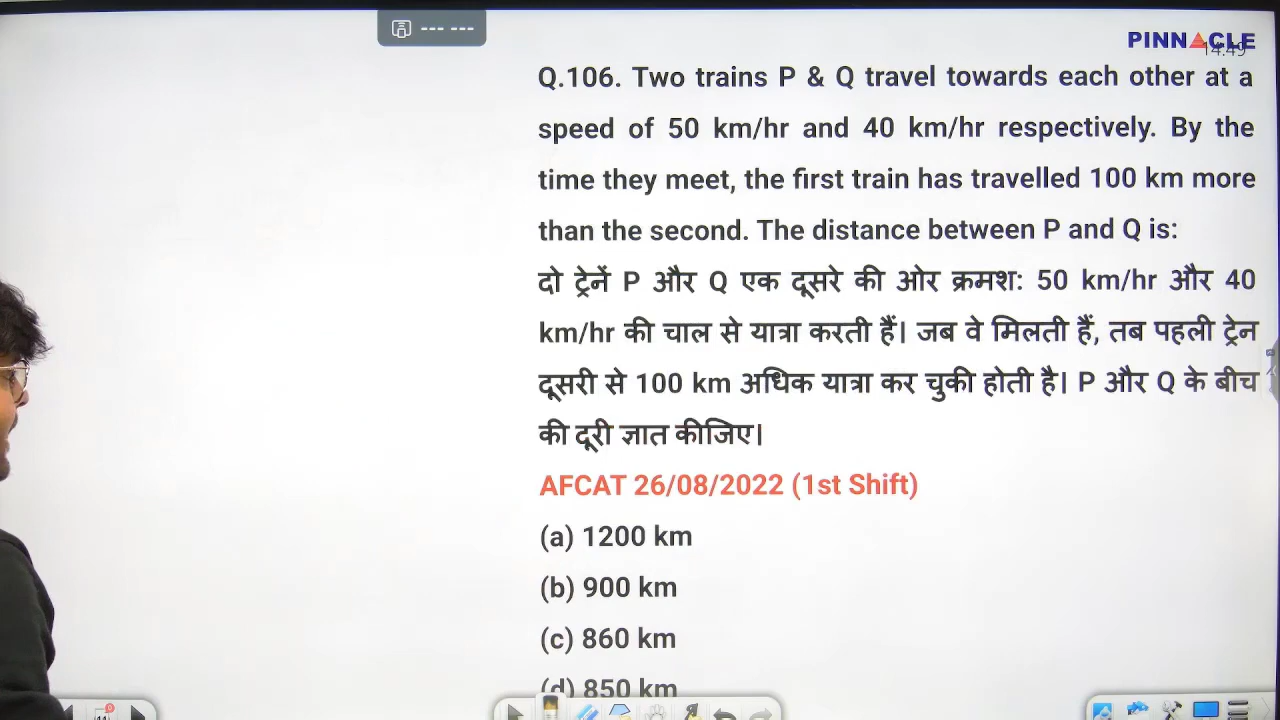 --- ---
PINNACLE
14:49
Q.106. Two trains P & Q travel towards each other at a
speed of 50 km/hr and 40 km/hr respectively. By the
time they meet, the first train has travelled 100 km more
than the second. The distance between P and Q is:
दो ट्रेनें P और Q एक दूसरे की ओर क्रमश: 50 km/hr और 40
km/hr की चाल से यात्रा करती हैं। जब वे मिलती हैं, तब पहली ट्रेन
दूसरी से 100 km अधिक यात्रा कर चुकी होती है। P और Q के बीच
की दूरी ज्ञात कीजिए।
AFCAT 26/08/2022 (1st Shift)
(a) 1200 km
(b) 900 km
(c) 860 km
(d) 850 km